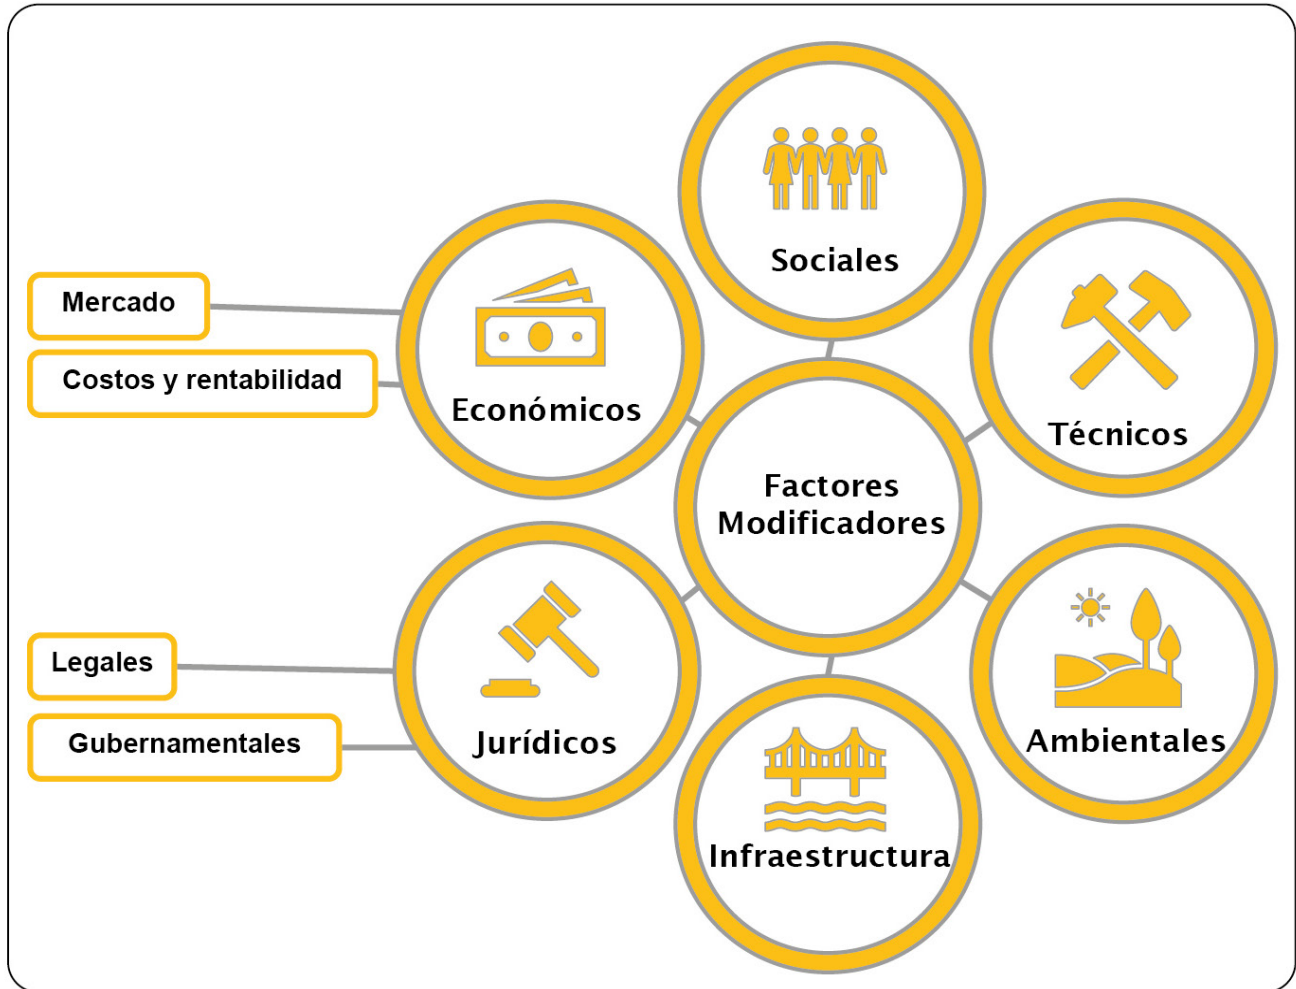 Sociales
Mercado
Costos y rentabilidad
Económicos
Técnicos
Factores
Modificadores
Legales
Gubernamentales
Jurídicos
Ambientales
Infraestructura